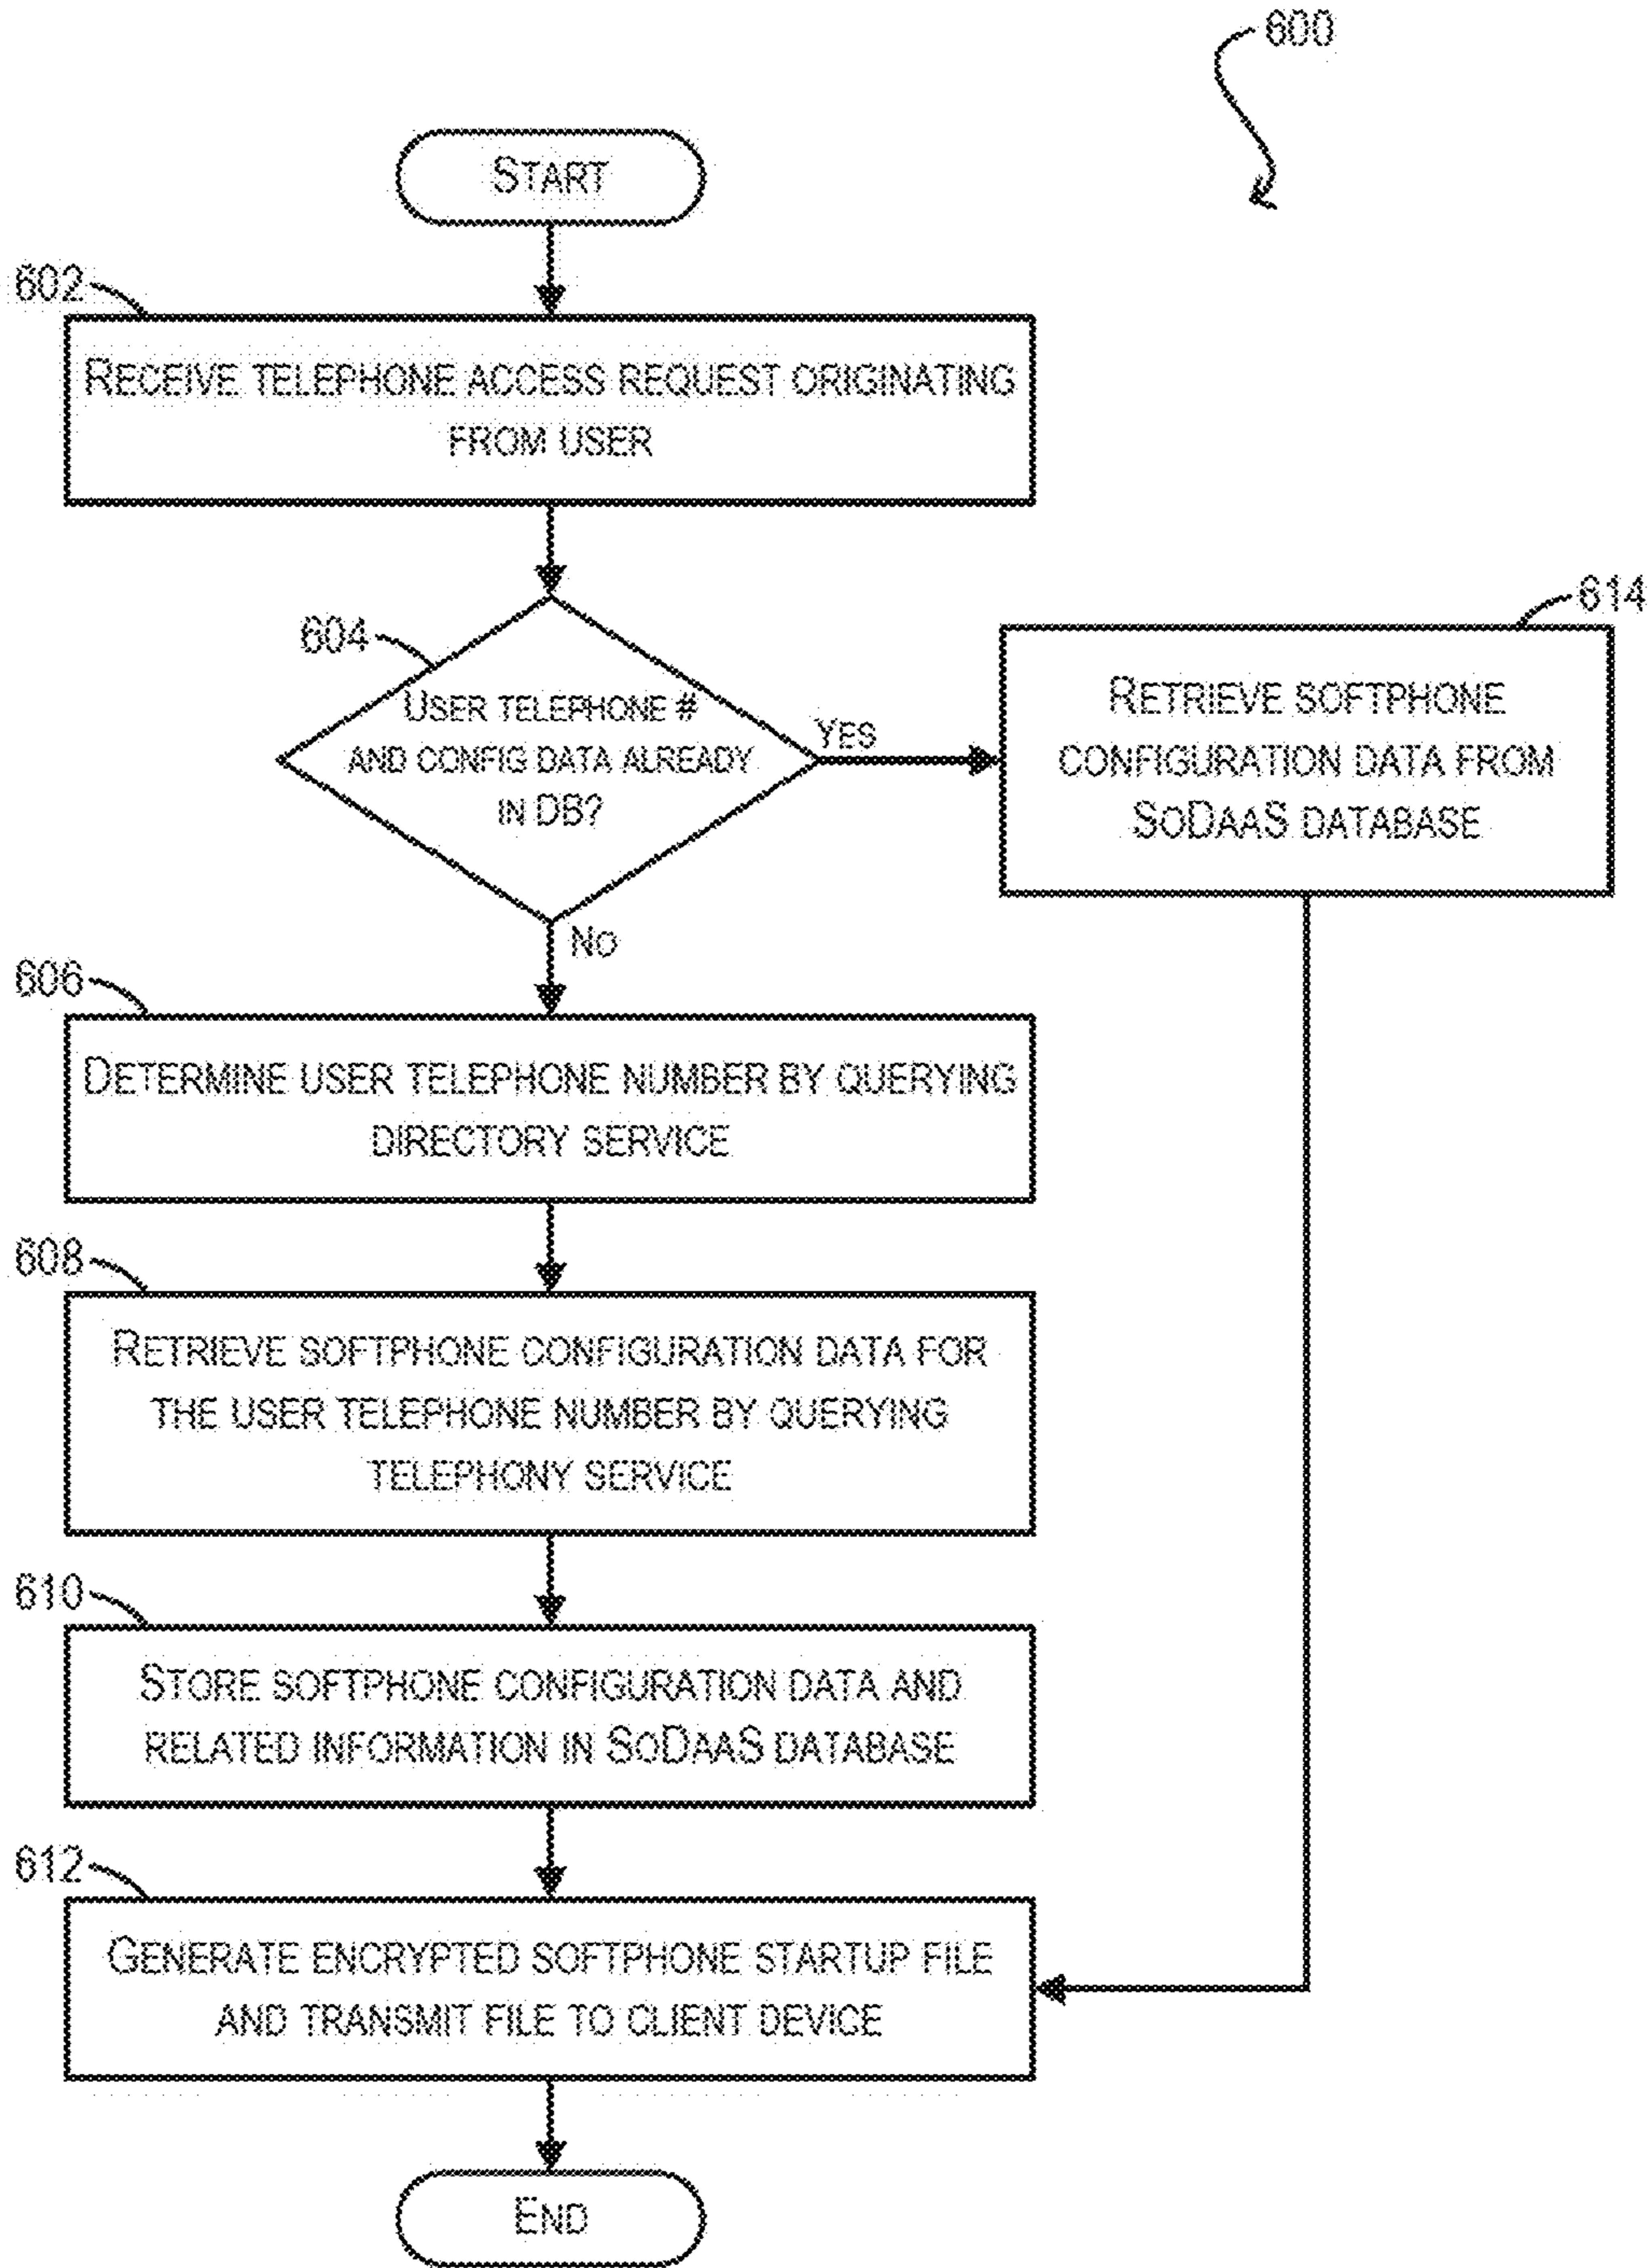 600
START
602
RECEIVE TELEPHONE ACCESS REQUEST ORIGINATING
FROM USER
604
USER TELEPHONE #
AND CONFIG DATA ALREADY
IN DB?
YES
614
RETRIEVE SOFTPHONE
CONFIGURATION DATA FROM
SODAAS DATABASE
NO
606
DETERMINE USER TELEPHONE NUMBER BY QUERYING
DIRECTORY SERVICE
608
RETRIEVE SOFTPHONE CONFIGURATION DATA FOR
THE USER TELEPHONE NUMBER BY QUERYING
TELEPHONY SERVICE
610
STORE SOFTPHONE CONFIGURATION DATA AND
RELATED INFORMATION IN SODAAS DATABASE
612
GENERATE ENCRYPTED SOFTPHONE STARTUP FILE
AND TRANSMIT FILE TO CLIENT DEVICE
END